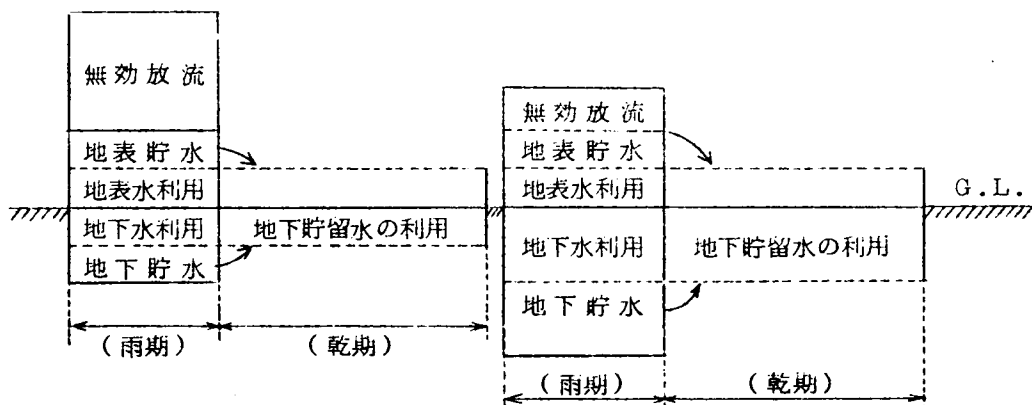 無効放流
地表貯水
地表水利用
地下水利用
地下貯留水の利用
地下貯水
(雨期)
(乾期)
無効放流
地表貯水
地表水利用
G.L.
地下水利用
地下貯留水の利用
地下貯水
(雨期)
(乾期)